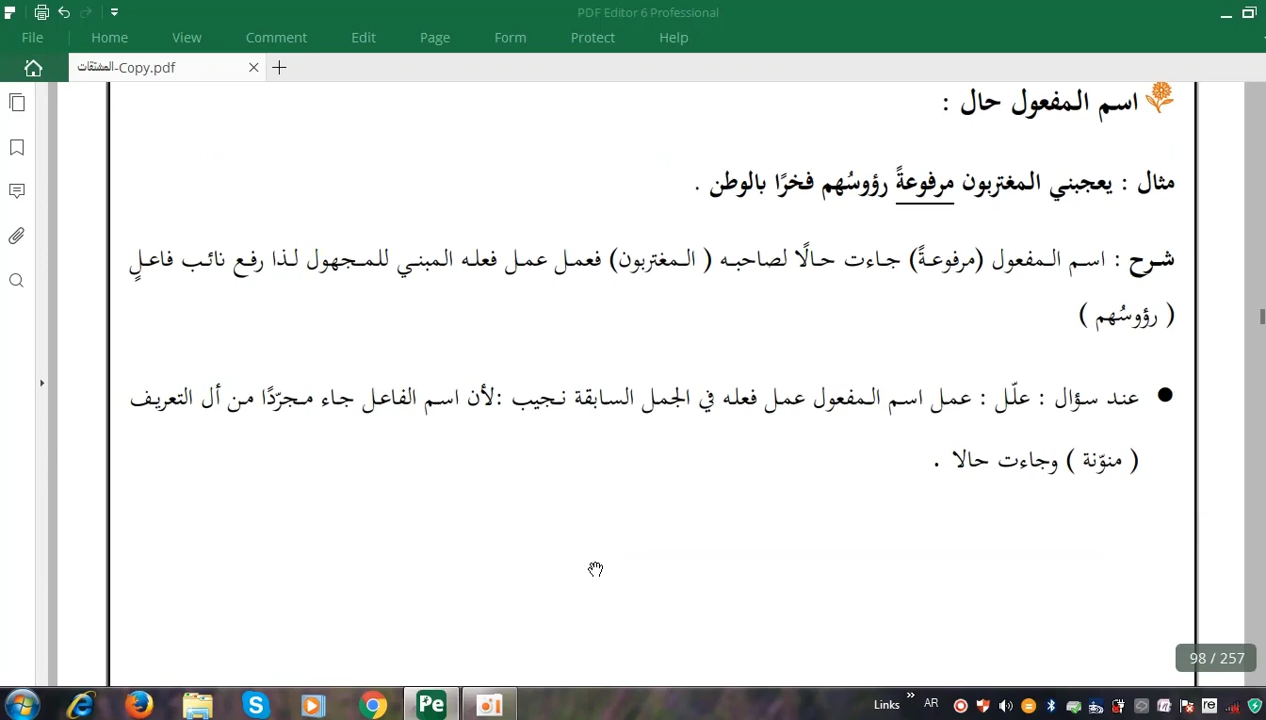 PDF Editor 6 Professional
File Home View Comment Edit Page Form Protect Help
المشتقات-Copy.pdf
اسم المفعول حال :
مثال : يعجبني المغتربون مرفوعةً رؤوسُهم فخرًا بالوطن .
شرح : اسم المفعول (مرفوعةً) جاءت حالًا لصاحبه ( المغتربون) فعمل عمل فعله المبني للمجهول لذا رفع نائب فاعلٍ
( رؤوسُهم )
عند سؤال : علّل : عمل اسم المفعول عمل فعله في الجمل السابقة نجيب :لأن اسم الفاعل جاء مجرّدًا من أل التعريف
( منوّنة ) وجاءت حالا .
98 / 257
Links » AR